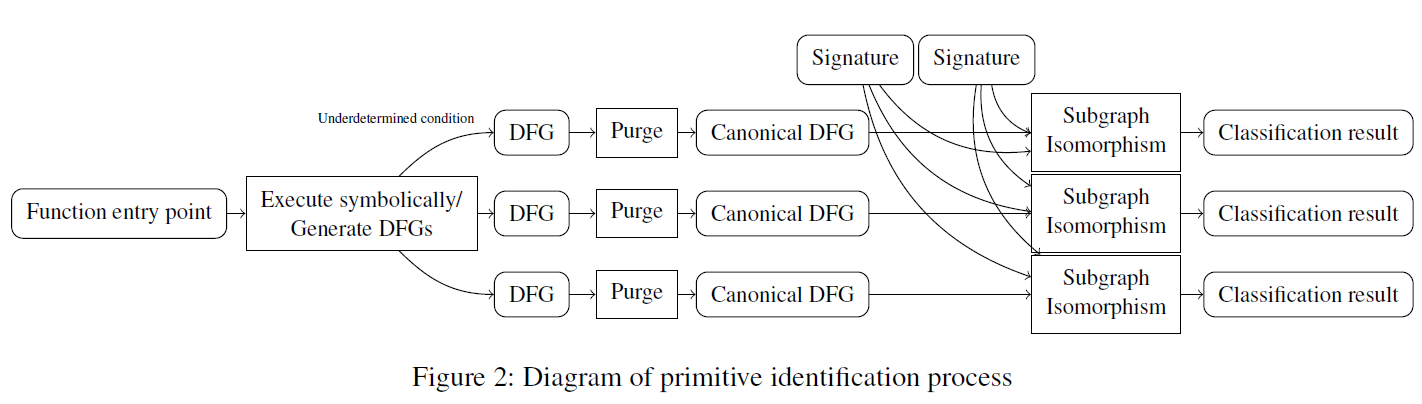 Signature
Signature
Underdetermined condition
DFG
Purge
Canonical DFG
Subgraph
Isomorphism
Classification result
Function entry point
Execute symbolically/
Generate DFGs
DFG
Purge
Canonical DFG
Subgraph
Isomorphism
Classification result
DFG
Purge
Canonical DFG
Subgraph
Isomorphism
Classification result
Figure 2: Diagram of primitive identification process